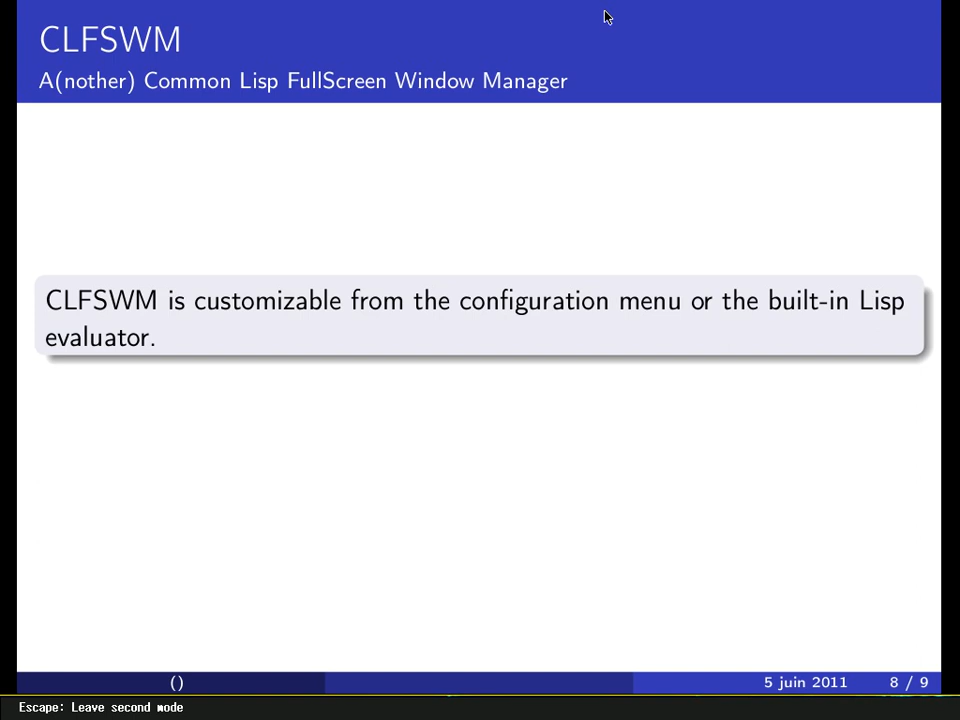 CLFSWM
A(nother) Common Lisp FullScreen Window Manager
CLFSWM is customizable from the configuration menu or the built-in Lisp
evaluator.
() 5 juin 2011 8 / 9
Escape: Leave second mode